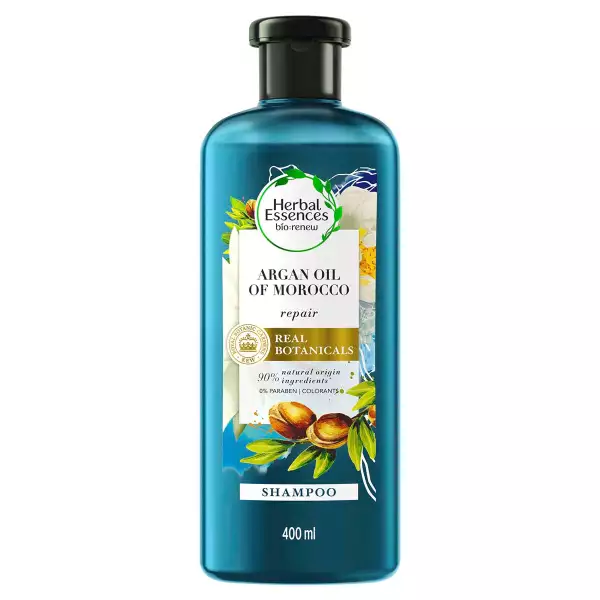 Herbal
Essences
bio:renew
ARGAN OIL
OF MOROCCO
repair
REAL
BOTANICALS
90% natural origin
ingredients*
0% PARABEN | COLORANTS
SHAMPOO
400 ml